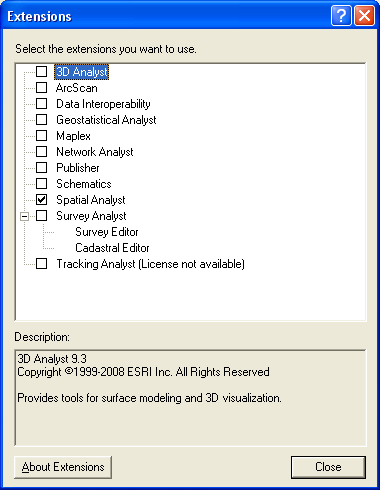 Extensions
Select the extensions you want to use.
3D Analyst
ArcScan
Data Interoperability
Geostatistical Analyst
Maplex
Network Analyst
Publisher
Schematics
Spatial Analyst
Survey Analyst
Survey Editor
Cadastral Editor
Tracking Analyst (License not available)
Description:
3D Analyst 9.3
Copyright ©1999-2008 ESRI Inc. All Rights Reserved
Provides tools for surface modeling and 3D visualization.
About Extensions
Close